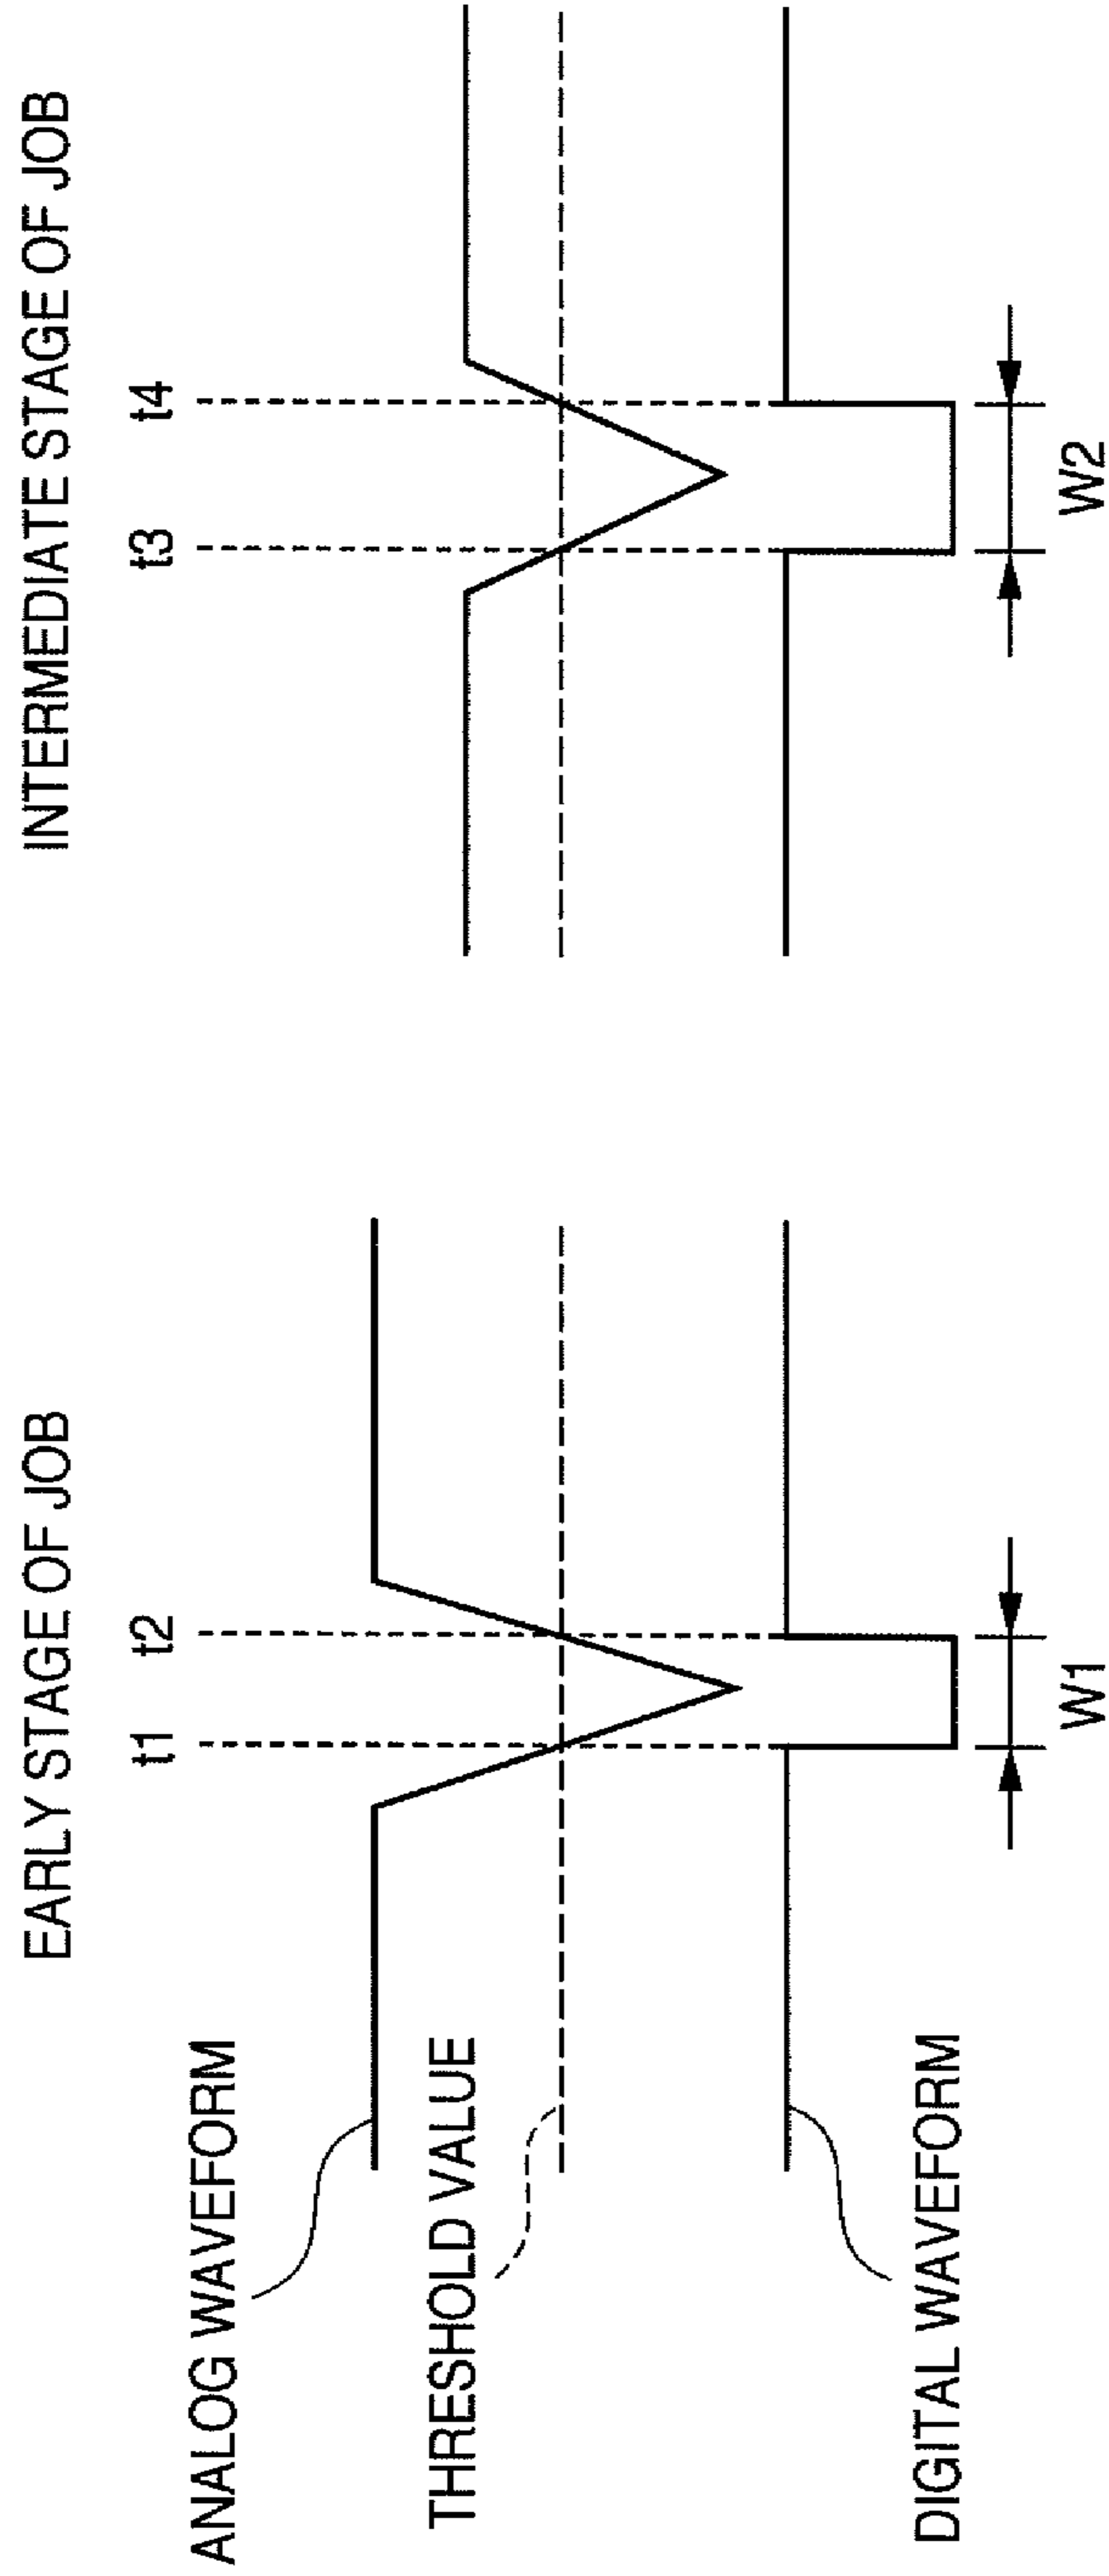 EARLY STAGE OF JOB
INTERMEDIATE STAGE OF JOB
t1
t2
t3
t4
ANALOG WAVEFORM
THRESHOLD VALUE
DIGITAL WAVEFORM
W1
W2